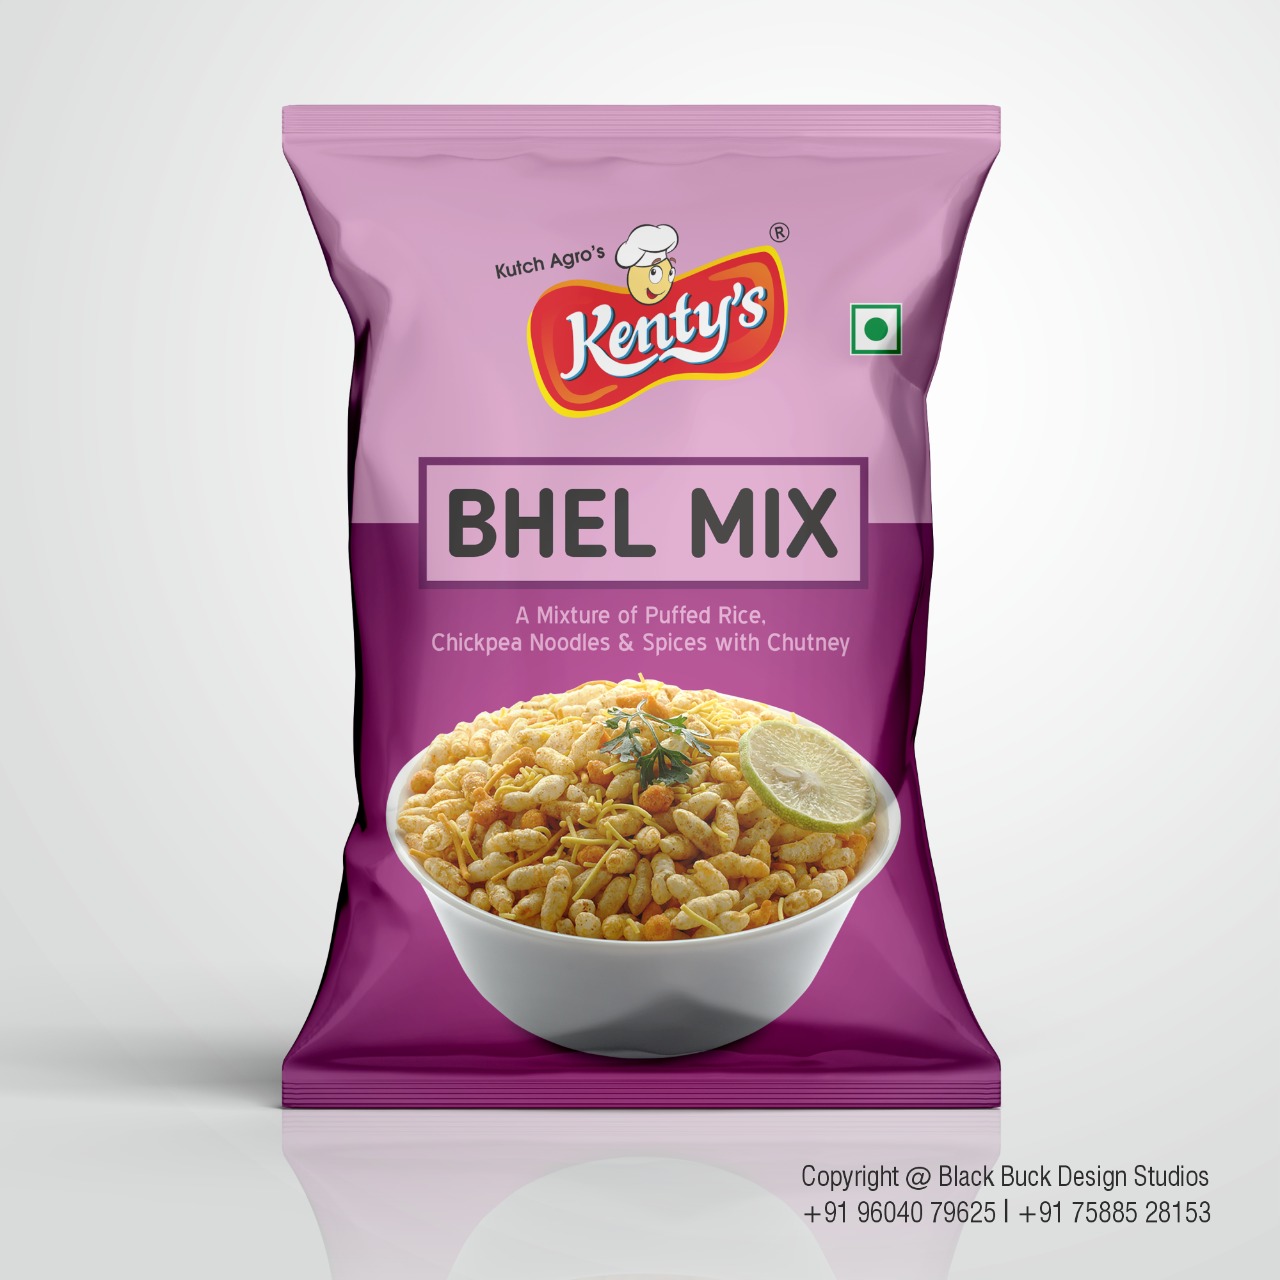 Kutch Agro's
Kenty's
®
BHEL MIX
A Mixture of Puffed Rice,
Chickpea Noodles & Spices with Chutney
Copyright @ Black Buck Design Studios
+91 96040 79625 | +91 75885 28153